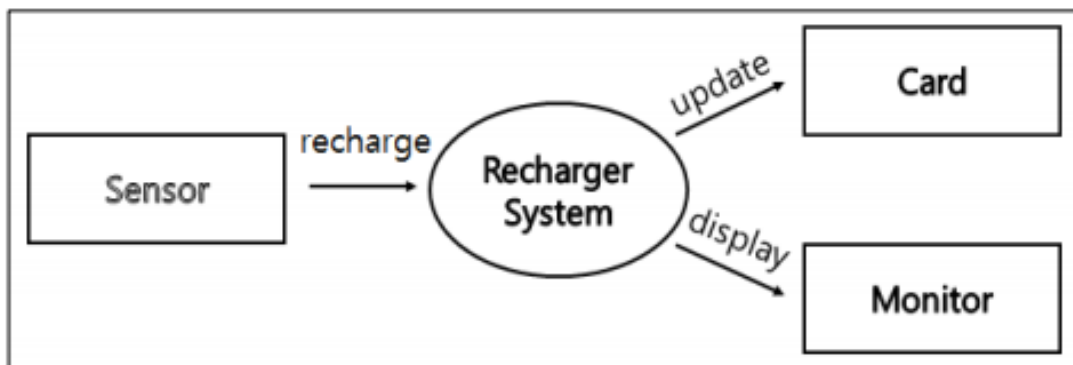 Sensor
recharge
Recharger
System
update
Card
display
Monitor